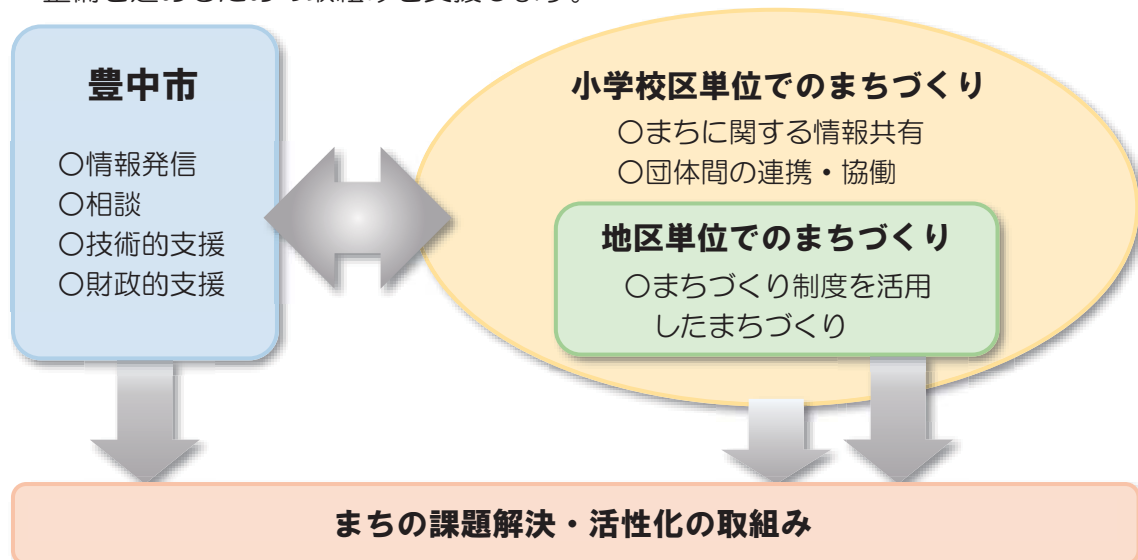 豊中市
○情報発信
○相談
○技術的支援
○財政的支援
小学校区単位でのまちづくり
○まちに関する情報共有
○団体間の連携・協働
地区単位でのまちづくり
○まちづくり制度を活用
したまちづくり
まちの課題解決・活性化の取組み